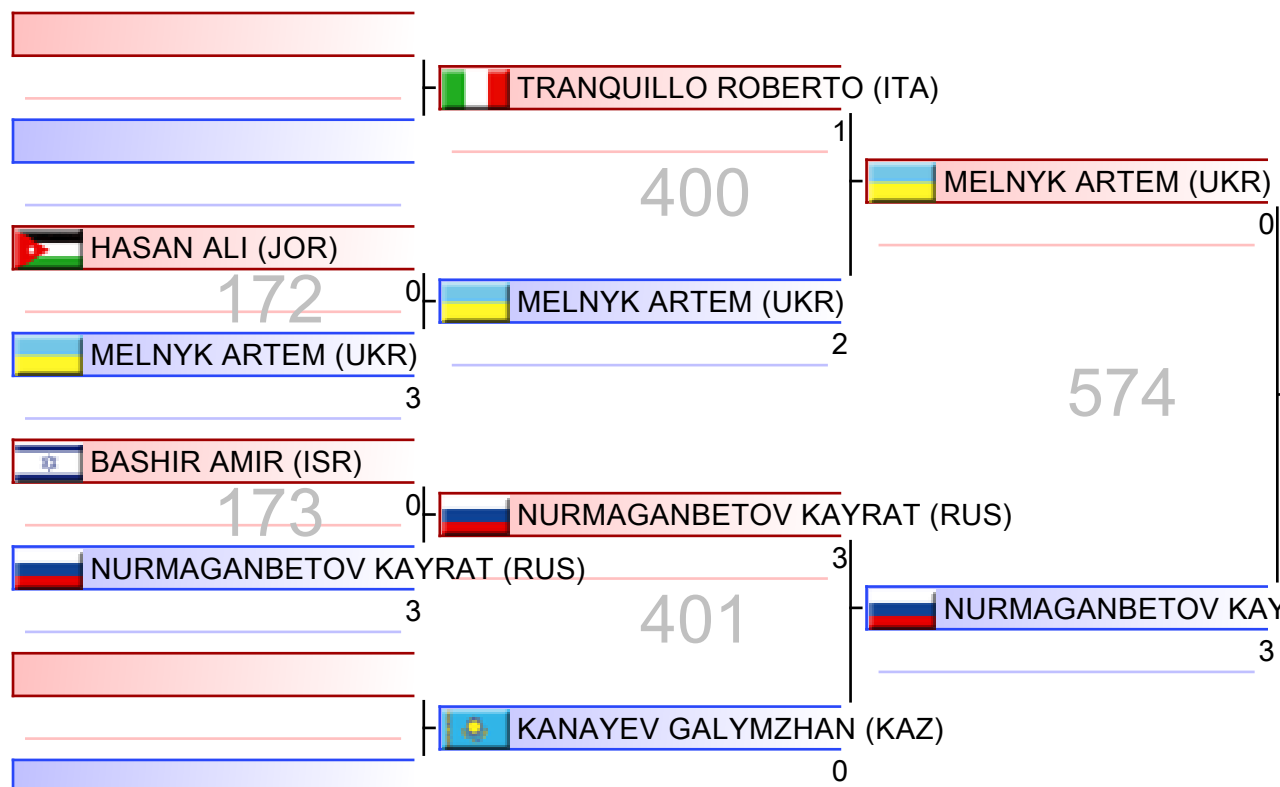 TRANQUILLO ROBERTO (ITA)
1
400
MELNYK ARTEM (UKR)
0
HASAN ALI (JOR)
172
0
MELNYK ARTEM (UKR)
2
MELNYK ARTEM (UKR)
3
574
BASHIR AMIR (ISR)
173
0
NURMAGANBETOV KAYRAT (RUS)
3
NURMAGANBETOV KAYRAT (RUS)
3
401
NURMAGANBETOV KAY
3
KANAYEV GALYMZHAN (KAZ)
0